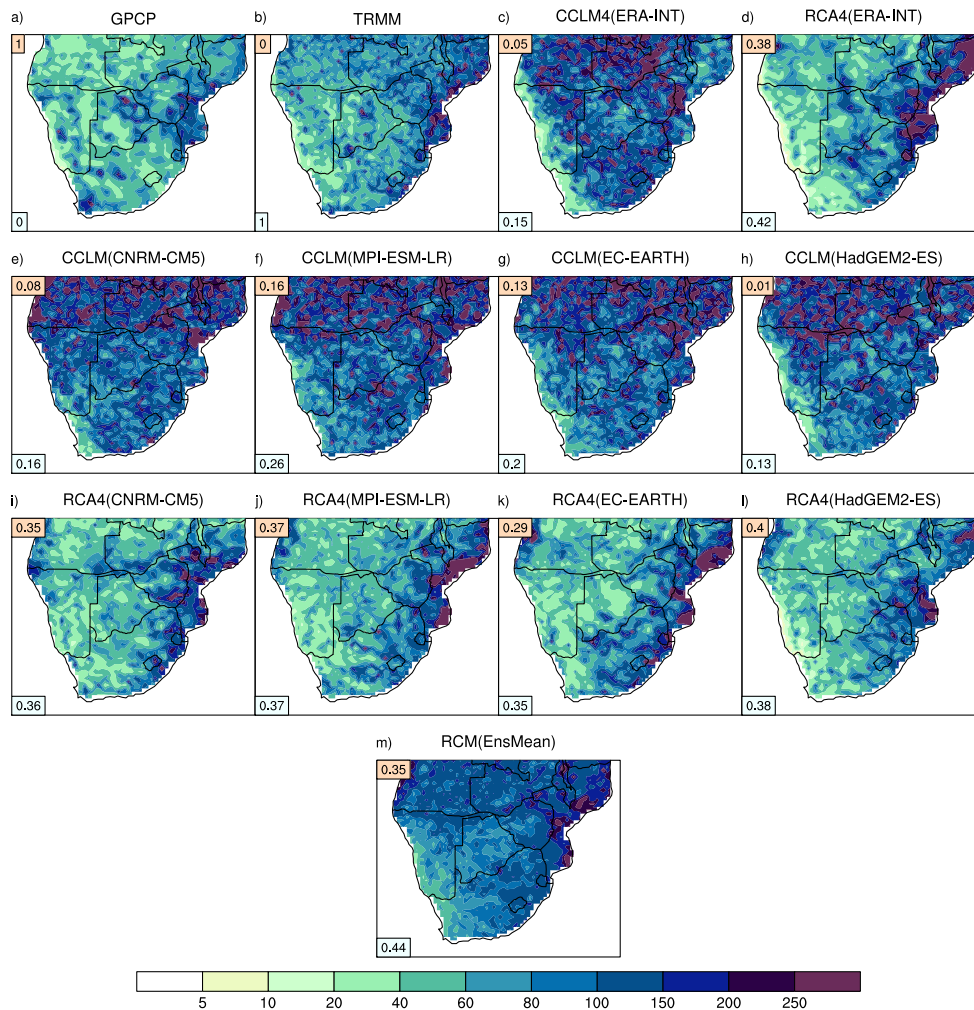 a) GPCP
1
0
b) TRMM
0
1
c) CCLM4(ERA-INT)
0.05
0.15
d) RCA4(ERA-INT)
0.38
0.42
e) CCLM(CNRM-CM5)
0.08
0.16
f) CCLM(MPI-ESM-LR)
0.16
0.26
g) CCLM(EC-EARTH)
0.13
0.2
h) CCLM(HadGEM2-ES)
0.01
0.13
i) RCA4(CNRM-CM5)
0.35
0.36
j) RCA4(MPI-ESM-LR)
0.37
0.37
k) RCA4(EC-EARTH)
0.29
0.35
l) RCA4(HadGEM2-ES)
0.4
0.38
m) RCM(EnsMean)
0.35
0.44
5 10 20 40 60 80 100 150 200 250